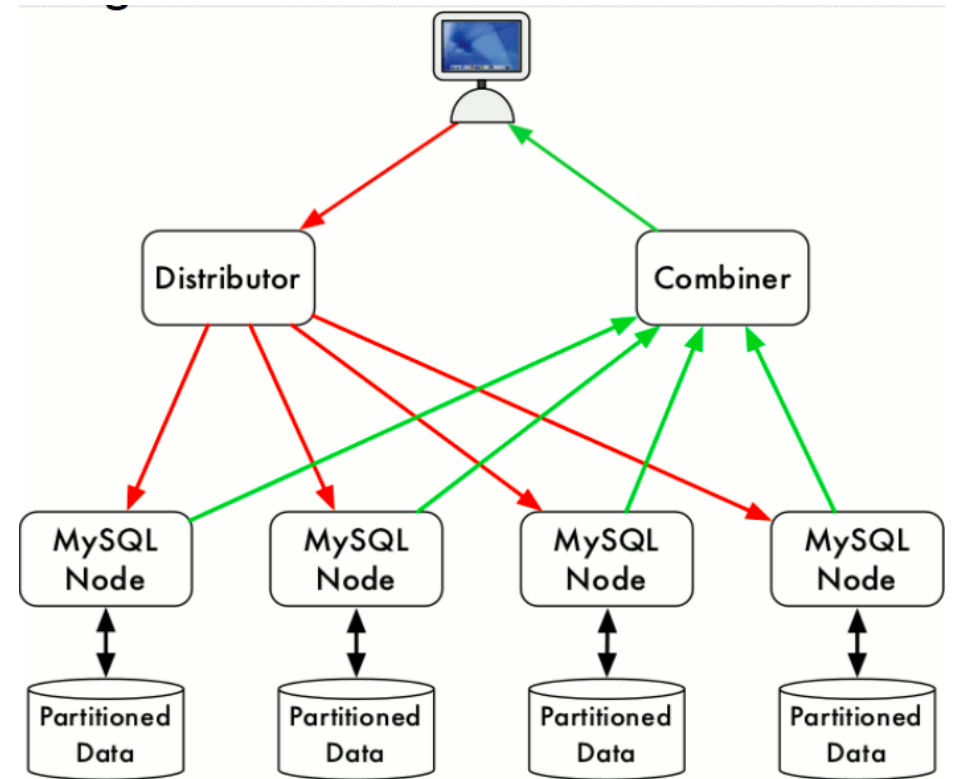 Distributor
Combiner
MySQL
Node
MySQL
Node
MySQL
Node
MySQL
Node
Partitioned
Data
Partitioned
Data
Partitioned
Data
Partitioned
Data